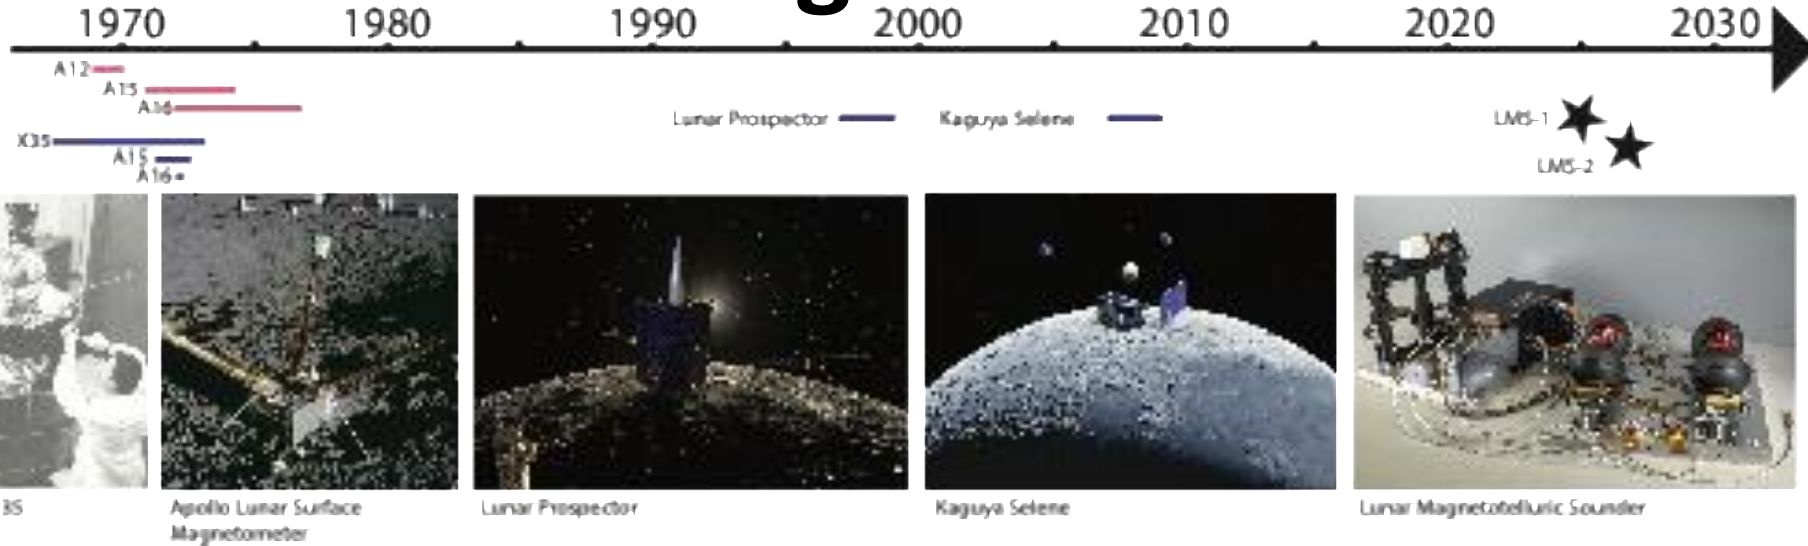 1970 1980 1990 2000 2010 2020 2030
A12
A15
A16
Lunar Prospector Kaguya Selene LMS-1
X35
A15
LMS-2
A16
35
Apollo Lunar Surface
Magnetometer
Lunar Prospector
Kaguya Selene
Lunar Magnetotelluric Sounder